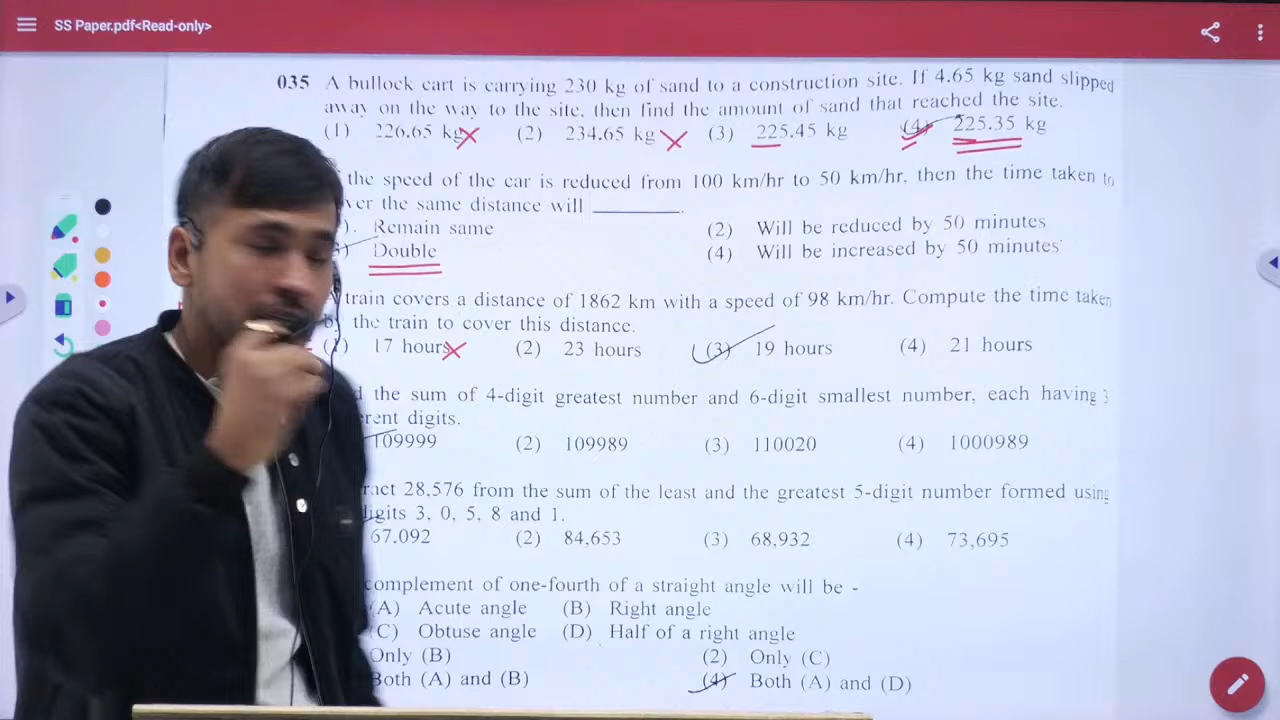 SS Paper.pdf<Read-only>
035 A bullock cart is carrying 230 kg of sand to a construction site. If 4.65 kg sand slipped
away on the way to the site, then find the amount of sand that reached the site.
(1) 226.65 kg (2) 234.65 kg (3) 225.45 kg (4) 225.35 kg
the speed of the car is reduced from 100 km/hr to 50 km/hr, then the time taken to
ver the same distance will ________.
). Remain same (2) Will be reduced by 50 minutes
) Double (4) Will be increased by 50 minutes
train covers a distance of 1862 km with a speed of 98 km/hr. Compute the time taken
the train to cover this distance.
17 hours (2) 23 hours (3) 19 hours (4) 21 hours
d the sum of 4-digit greatest number and 6-digit smallest number, each having 3
erent digits.
109999 (2) 109989 (3) 110020 (4) 1000989
ract 28,576 from the sum of the least and the greatest 5-digit number formed using
digits 3, 0, 5, 8 and 1.
67.092 (2) 84,653 (3) 68,932 (4) 73,695
complement of one-fourth of a straight angle will be -
(A) Acute angle (B) Right angle
(C) Obtuse angle (D) Half of a right angle
Only (B) (2) Only (C)
Both (A) and (B) (4) Both (A) and (D)